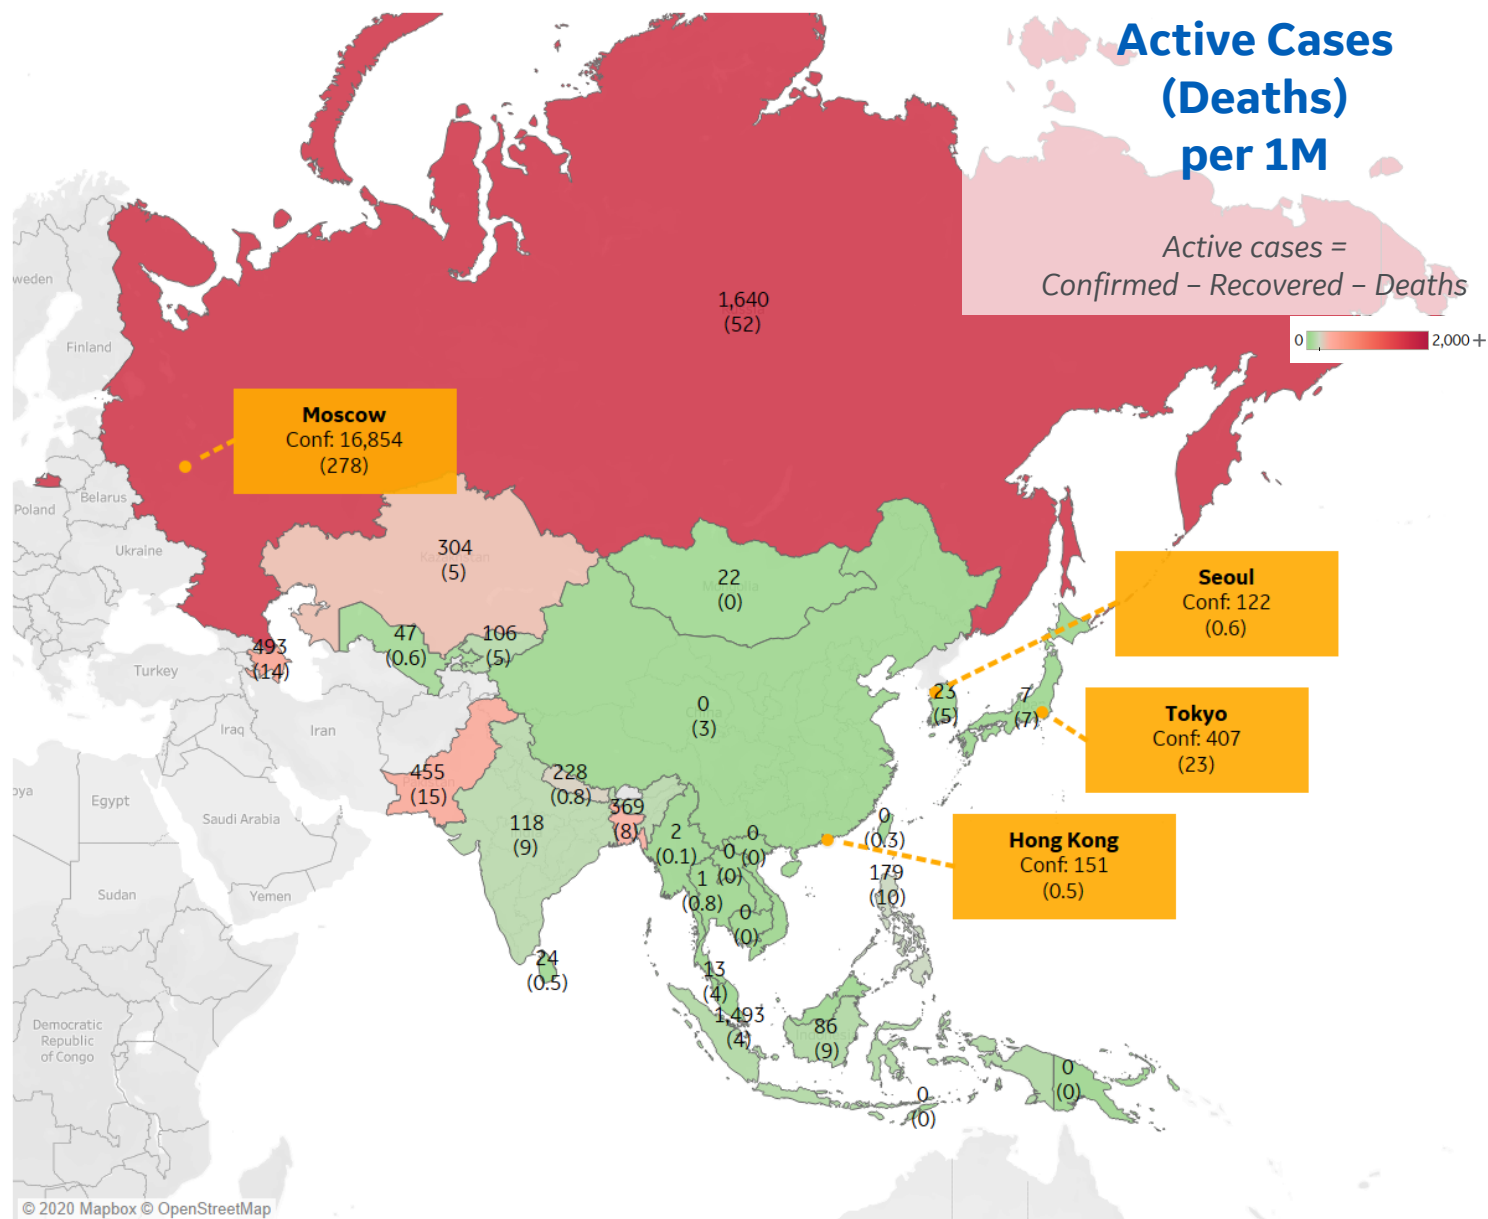 Active Cases
(Deaths)
per 1M
Active cases =
Confirmed – Recovered – Deaths
0
2,000 +
1,640
(52)
weden
Finland
Moscow
Conf: 16,854
(278)
Belarus
Poland
Ukraine
304
(5)
22
(0)
Seoul
Conf: 122
(0.6)
493
(14)
47
(0.6)
106
(5)
Turkey
Iraq
Iran
0
(3)
23
(5)
7
(7)
Tokyo
Conf: 407
(23)
455
(15)
228
(0.8)
369
(8)
oya
Egypt
Saudi Arabia
118
(9)
2
(0.1)
0
(0)
0
(0)
0
(0.3)
Hong Kong
Conf: 151
(0.5)
179
(10)
1
(0.8)
0
(0)
Sudan
Yemen
24
(0.5)
13
(4)
1,493
(4)
86
(9)
Democratic
Republic
of Congo
0
(0)
0
(0)
© 2020 Mapbox © OpenStreetMap